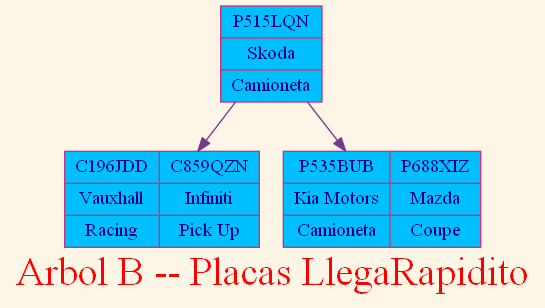 P515LQN
Skoda
Camioneta
C196JDD C859QZN
Vauxhall Infiniti
Racing Pick Up
P535BUB P688XIZ
Kia Motors Mazda
Camioneta Coupe
Arbol B -- Placas LlegaRapidito